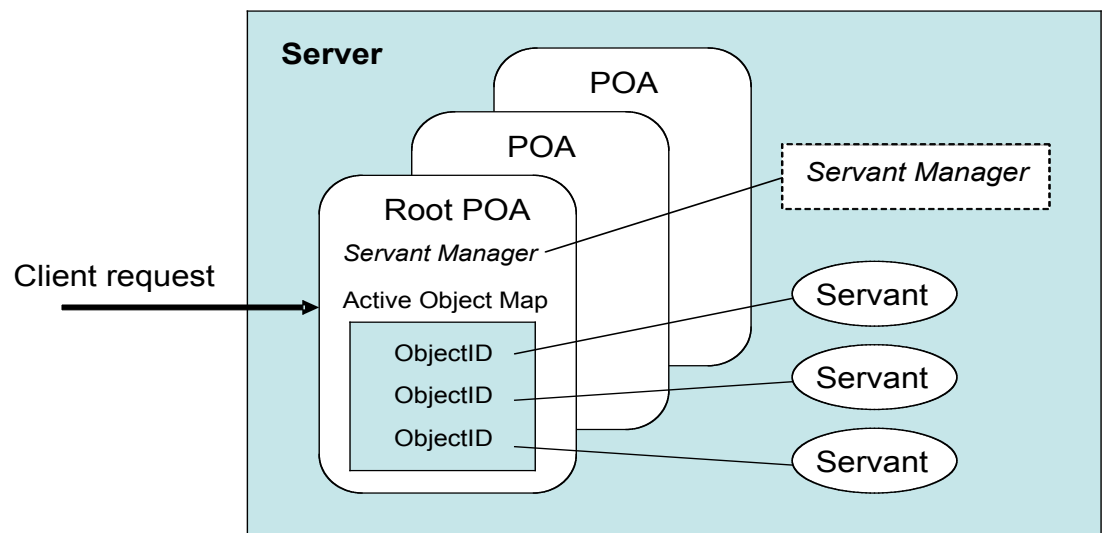 Server
POA
POA
Root POA
Servant Manager
Active Object Map
ObjectID
ObjectID
ObjectID
Client request
Servant Manager
Servant
Servant
Servant